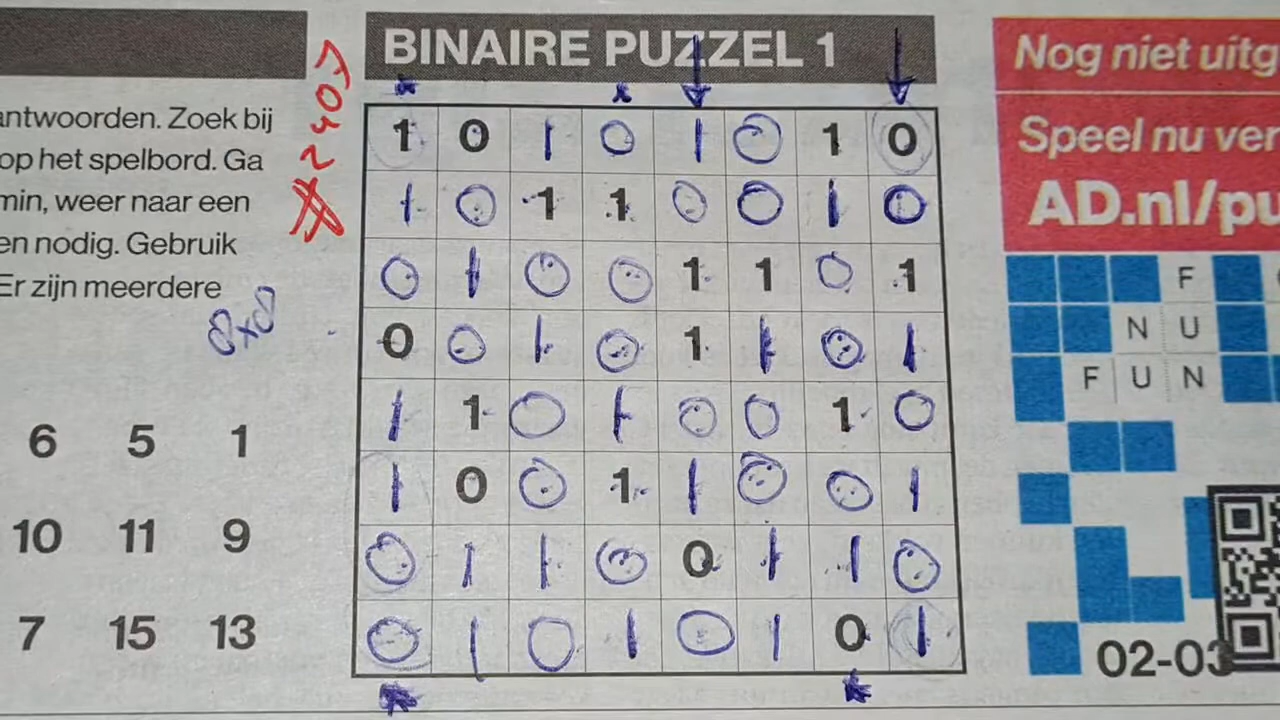 BINAIRE PUZZEL 1
antwoorden. Zoek bij
op het spelbord. Ga
min, weer naar een
en nodig. Gebruik
Er zijn meerdere
#2407
8x8
6 5 1
10 11 9
7 15 13
1 0 1 0 1 0 1 0
1 0 1 1 0 0 1 0
0 1 0 0 1 1 0 1
0 0 1 0 1 1 0 1
1 1 0 1 0 0 1 0
1 0 0 1 1 0 0 1
0 1 1 0 0 1 1 0
0 1 0 1 0 1 0 1
Nog niet uitg
Speel nu ver
AD.nl/pu
F
N U
F U N
02-03